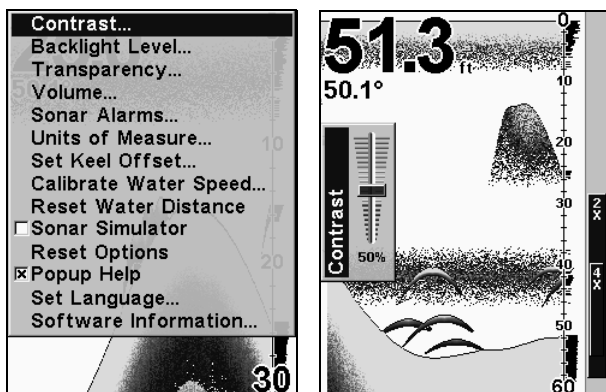 Contrast...
Backlight Level...
Transparency...
Volume...
Sonar Alarms...
Units of Measure...
Set Keel Offset...
Calibrate Water Speed...
Reset Water Distance
Sonar Simulator
Reset Options
Popup Help
Set Language...
Software Information...
10
20
30
51.3 ft
50.1°
Contrast
50%
0
10
20
30
40
50
60
2X
4X